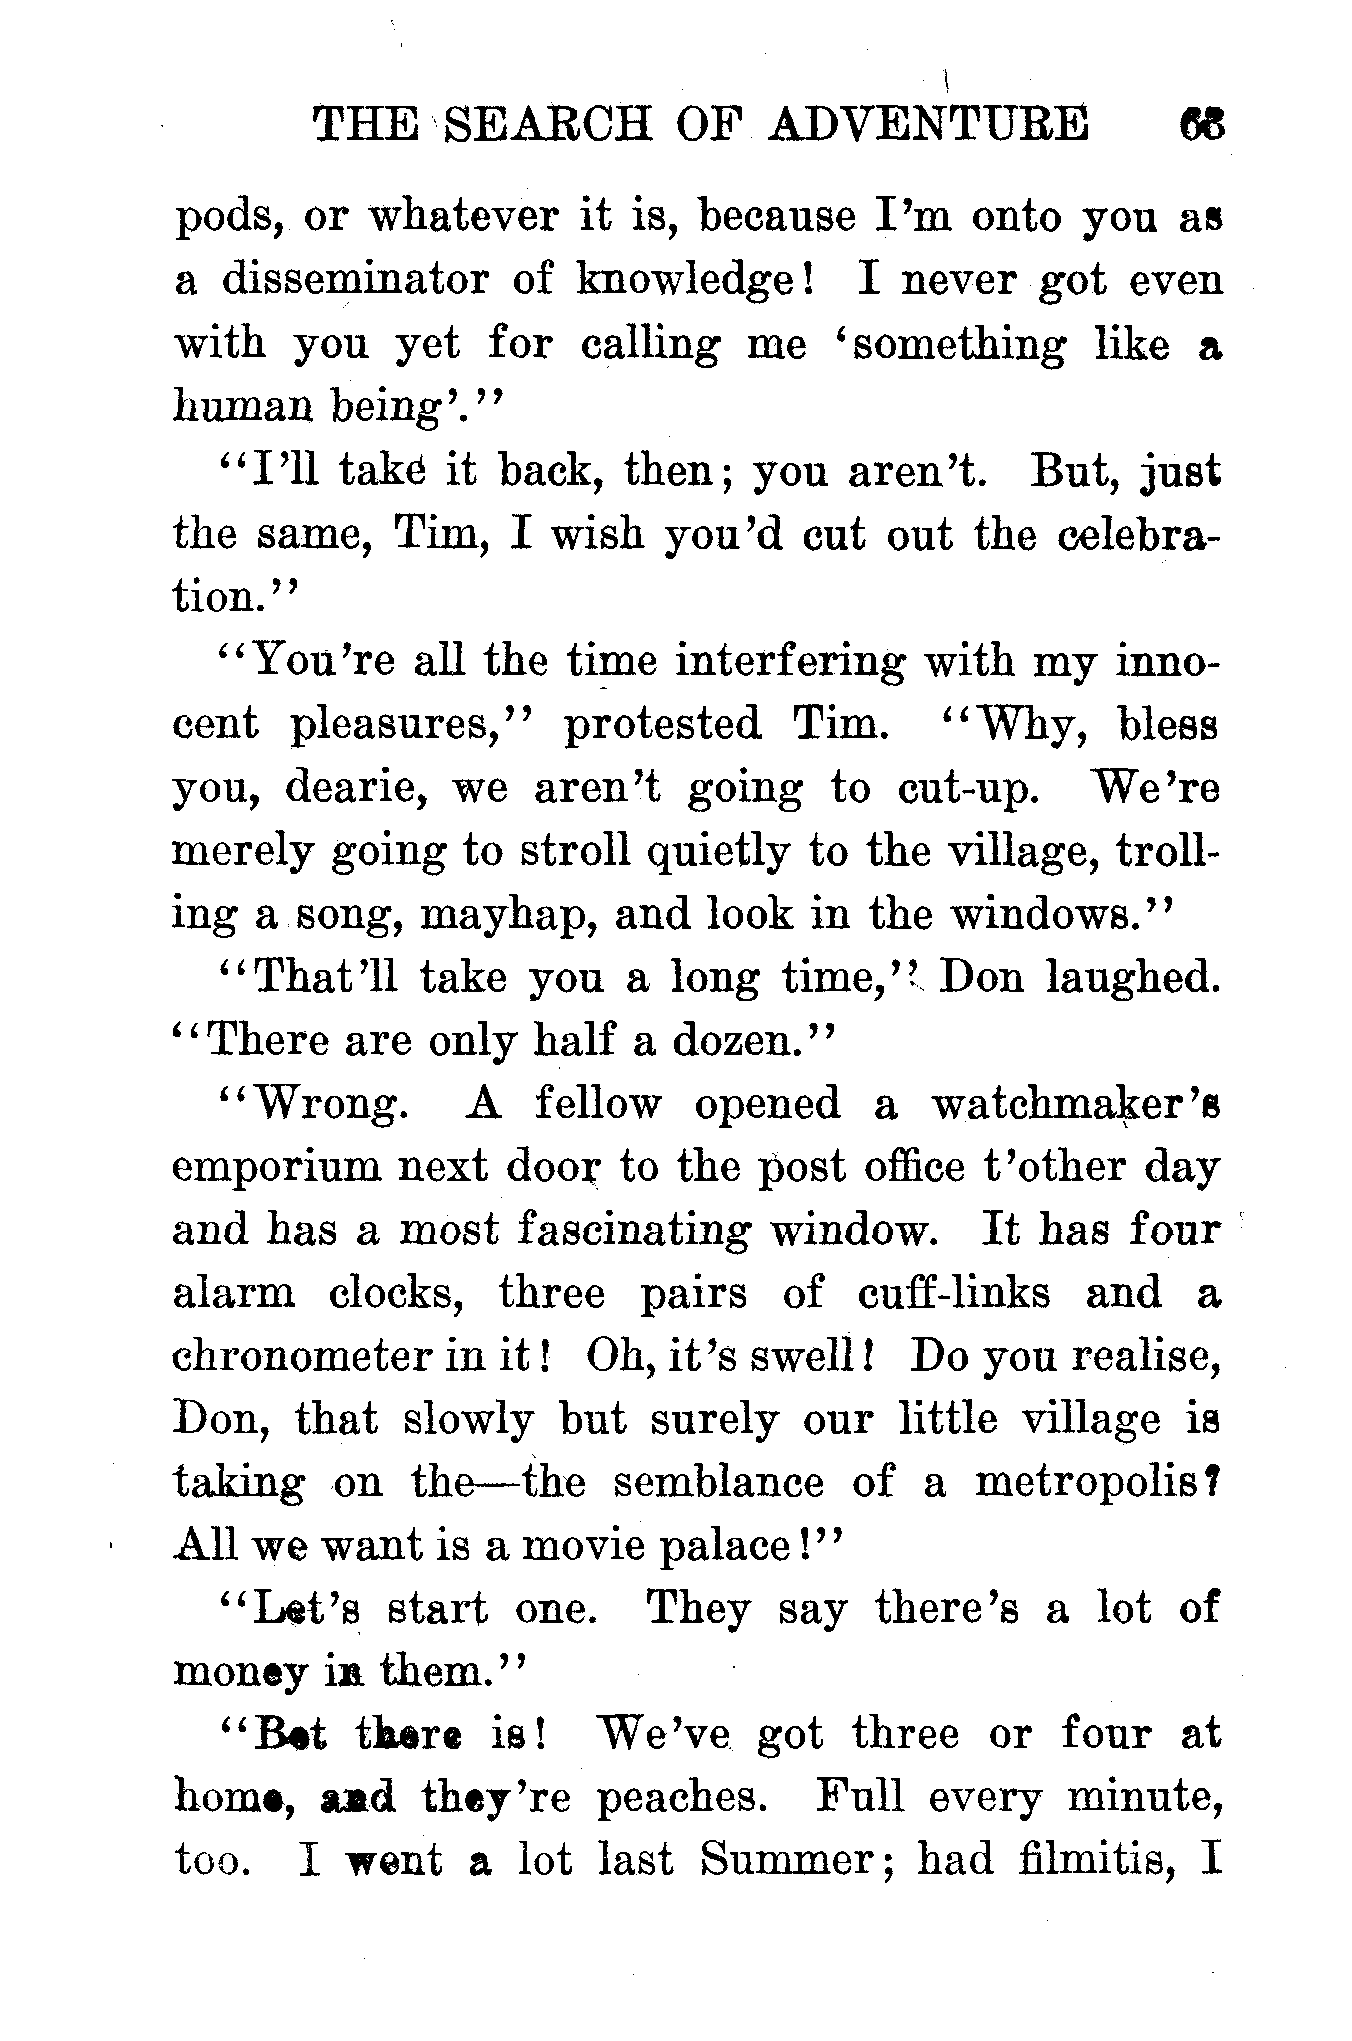 THE SEARCH OF ADVENTURE
pods, or whatever it is, because I'm onto you as
a disseminator of knowledge! I never got even
with you yet for calling me 'something like a
human being'."
"I'll take it back, then; you aren't. But, just
the same, Tim, I wish you'd cut out the celebra-
tion."
"You're all the time interfering with my inno-
cent pleasures," protested Tim. "Why, bless
you, dearie, we aren't going to cut-up. We're
merely going to stroll quietly to the village, troll-
ing a song, mayhap, and look in the windows."
"That'll take you a long time," Don laughed.
"There are only half a dozen."
"Wrong. A fellow opened a watchmaker's
emporium next door to the post office t'other day
and has a most fascinating window. It has four
alarm clocks, three pairs of cuff-links and a
chronometer in it! Oh, it's swell! Do you realise,
Don, that slowly but surely our little village is
taking on the—the semblance of a metropolis?
All we want is a movie palace!"
"Let's start one. They say there's a lot of
money in them."
"Bet there is! We've got three or four at
home, and they're peaches. Full every minute,
too. I went a lot last Summer; had filmitis, I